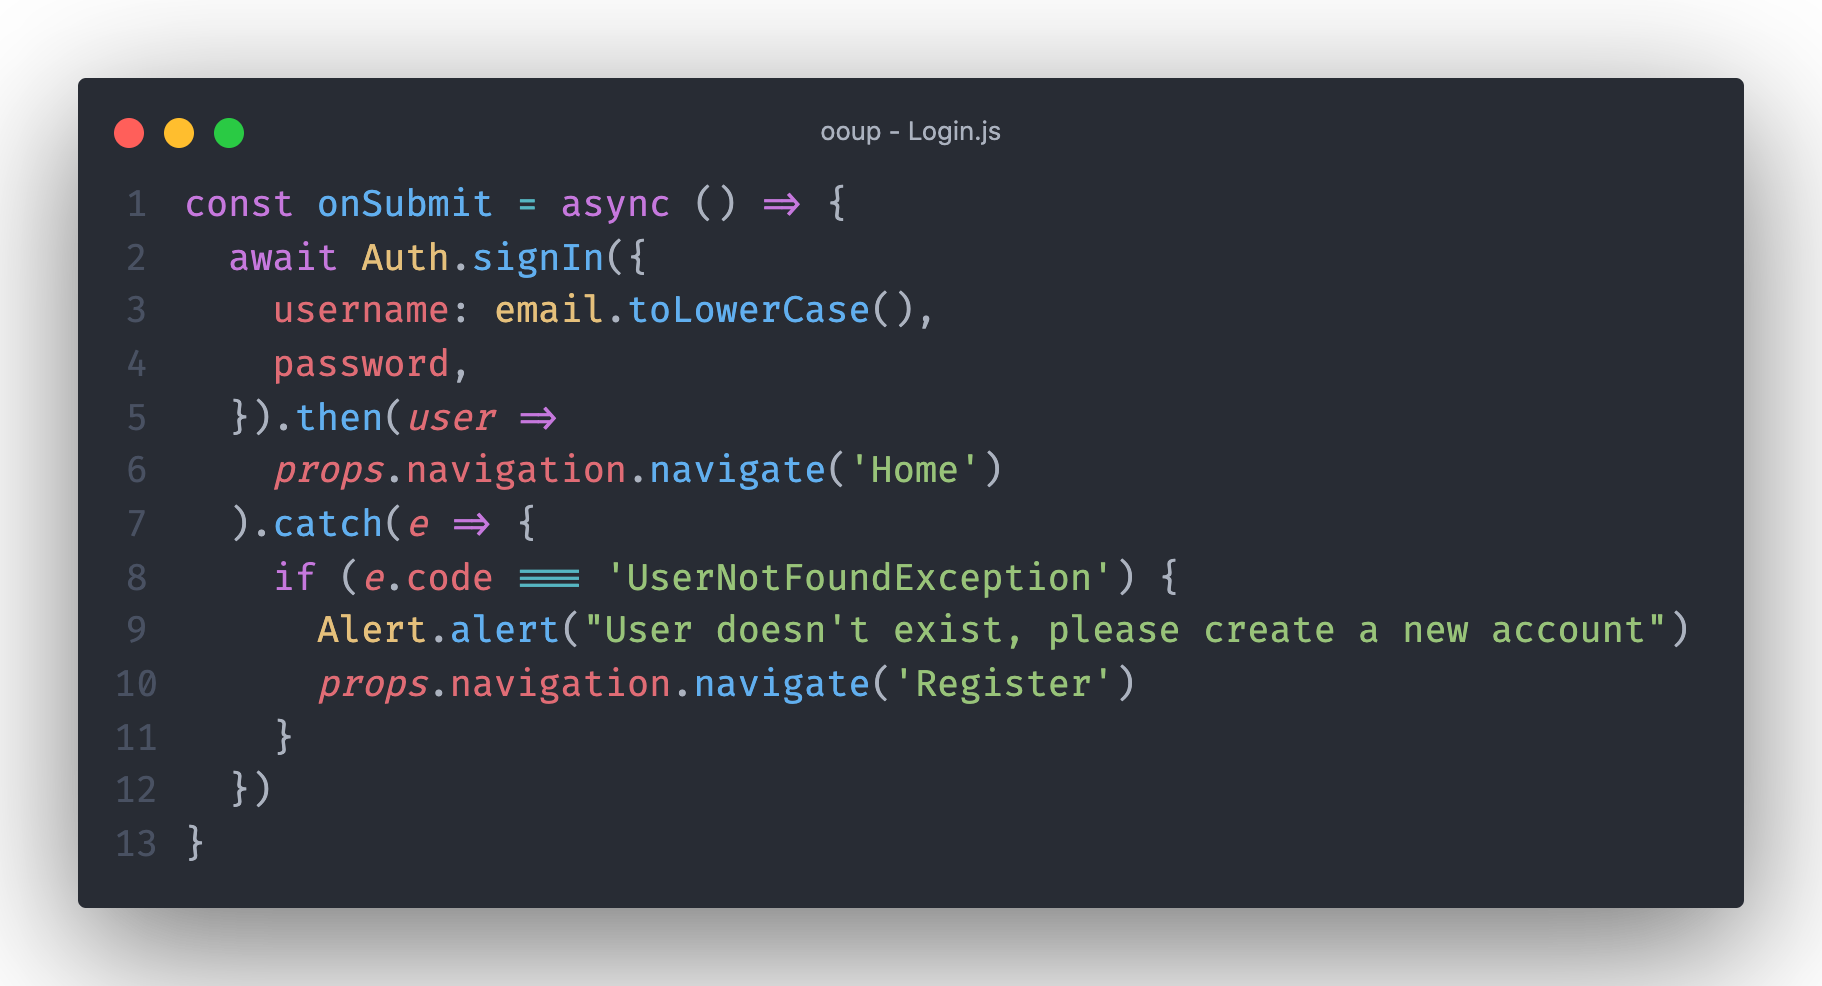 ooup - Login.js
1 const onSubmit = async () => {
2   await Auth.signIn({
3     username: email.toLowerCase(),
4     password,
5   }).then(user =>
6     props.navigation.navigate('Home')
7   ).catch(e => {
8     if (e.code === 'UserNotFoundException') {
9       Alert.alert("User doesn't exist, please create a new account")
10       props.navigation.navigate('Register')
11     }
12   })
13 }